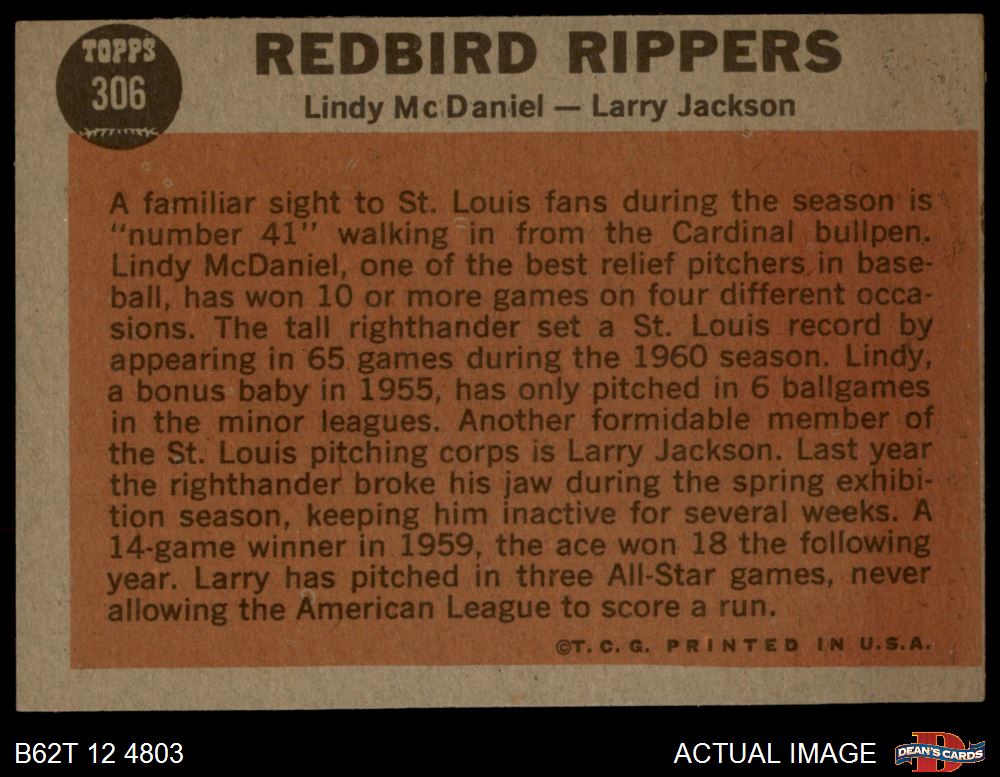 TOPPS
306
REDBIRD RIPPERS
Lindy McDaniel — Larry Jackson
A familiar sight to St. Louis fans during the season is
“number 41” walking in from the Cardinal bullpen.
Lindy McDaniel, one of the best relief pitchers in base-
ball, has won 10 or more games on four different occa-
sions. The tall righthander set a St. Louis record by
appearing in 65 games during the 1960 season. Lindy,
a bonus baby in 1955, has only pitched in 6 ballgames
in the minor leagues. Another formidable member of
the St. Louis pitching corps is Larry Jackson. Last year
the righthander broke his jaw during the spring exhibi-
tion season, keeping him inactive for several weeks. A
14-game winner in 1959, the ace won 18 the following
year. Larry has pitched in three All-Star games, never
allowing the American League to score a run.
©T. C. G. PRINTED IN U.S.A.
B62T 12 4803
ACTUAL IMAGE
D
DEAN'S CARDS